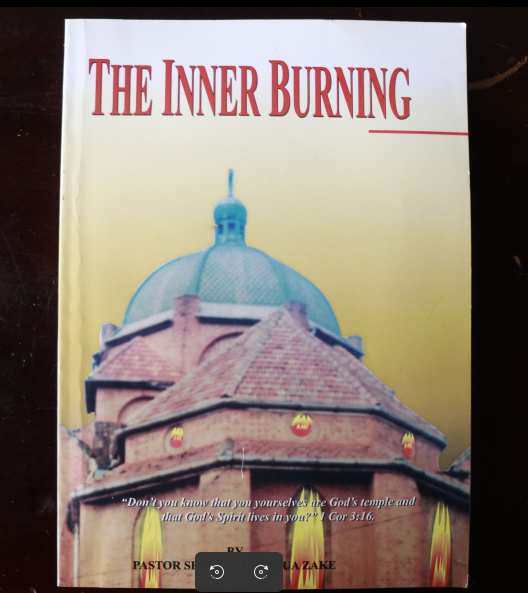 THE INNER BURNING
“Don't you know that you yourselves are God's temple and
that God's Spirit lives in you?” 1 Cor 3:16.
BY
PASTOR ZAKE